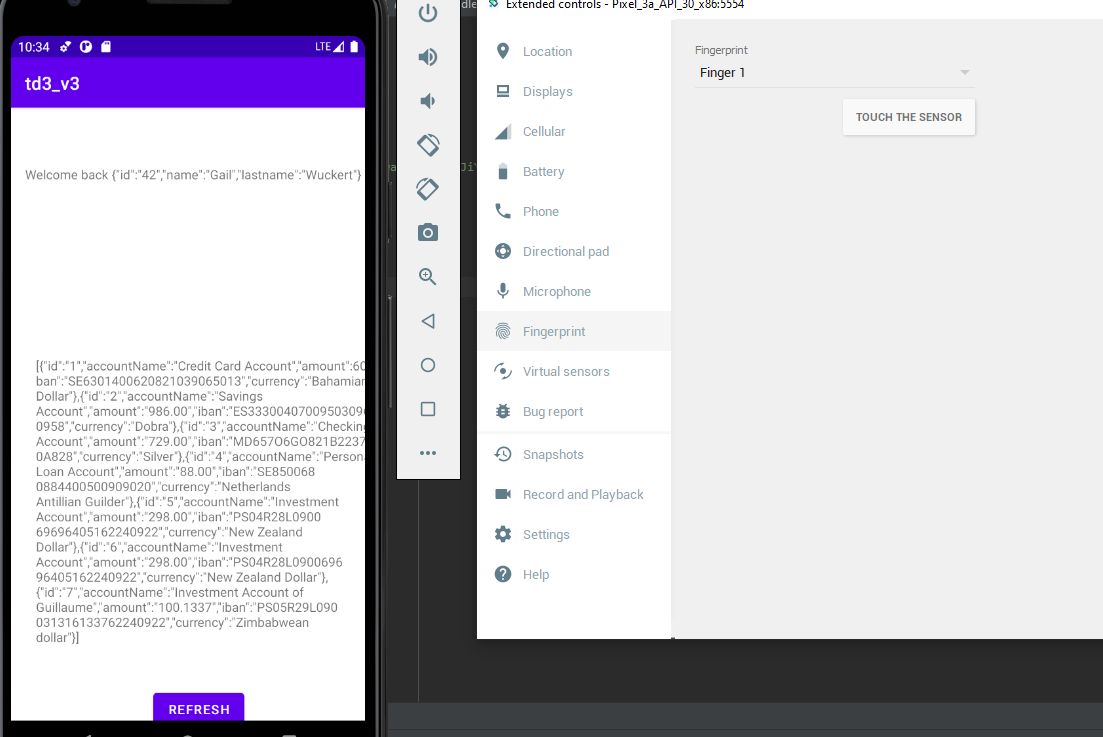 Extended controls - Pixel_3a_API_30_x86:5554
10:34
LTE
td3_v3
Welcome back {"id":"42","name":"Gail","lastname":"Wuckert"}
[{"id":"1","accountName":"Credit Card Account","amount":60
ban":"SE6301400620821039065013","currency":"Bahamian
Dollar"},{"id":"2","accountName":"Savings
Account","amount":"986.00","iban":"ES33300407009503096
0958","currency":"Dobra"},{"id":"3","accountName":"Checking
Account","amount":"729.00","iban":"MD657O6GO821B2237
0A828","currency":"Silver"},{"id":"4","accountName":"Persona
Loan Account","amount":"88.00","iban":"SE850068
0884400500909020","currency":"Netherlands
Antillian Guilder"},{"id":"5","accountName":"Investment
Account","amount":"298.00","iban":"PS04R28L0900
69696405162240922","currency":"New Zealand
Dollar"},{"id":"6","accountName":"Investment
Account","amount":"298.00","iban":"PS04R28L0900696
96405162240922","currency":"New Zealand Dollar"},
{"id":"7","accountName":"Investment Account of
Guillaume","amount":"100.1337","iban":"PS05R29L090
031316133762240922","currency":"Zimbabwean
dollar"}]
REFRESH
Location
Displays
Cellular
Battery
Phone
Directional pad
Microphone
Fingerprint
Virtual sensors
Bug report
Snapshots
Record and Playback
Settings
Help
Fingerprint
Finger 1
TOUCH THE SENSOR